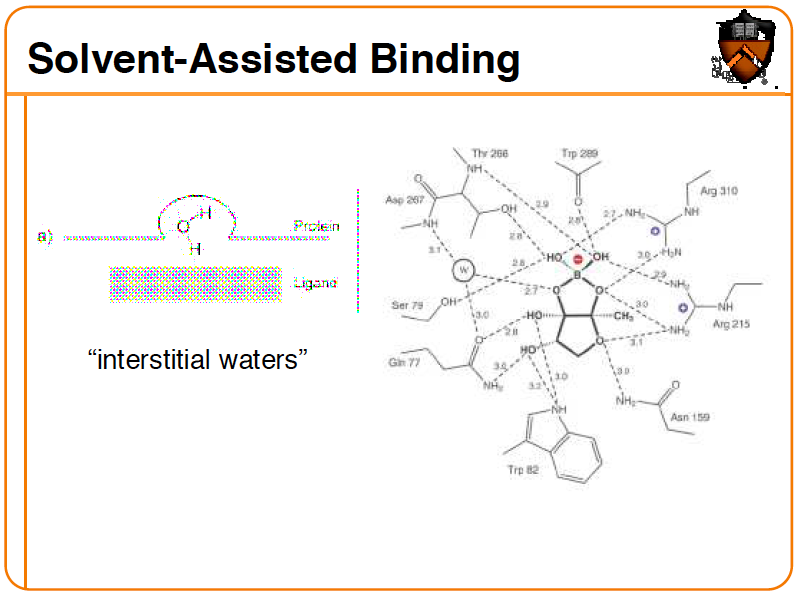 Solvent-Assisted Binding
a)
H
O
H
Protein
Ligand
“interstitial waters”
Thr 266
Trp 289
NH
O
O
Arg 310
Asp 267
OH
2.9
2.8
2.7
NH₂
NH
NH
2.8
3.1
HO
OH
3.0
H₂N
W
2.8
B
2.9
NH₂
2.7
O
O
NH
Ser 79
OH
3.0
3.0
HO
CH₃
NH₂
Arg 215
O
2.8
3.1
Gln 77
HO
O
3.0
3.0
3.0
NH₂
3.2
NH₂
O
NH
Asn 159
Trp 82